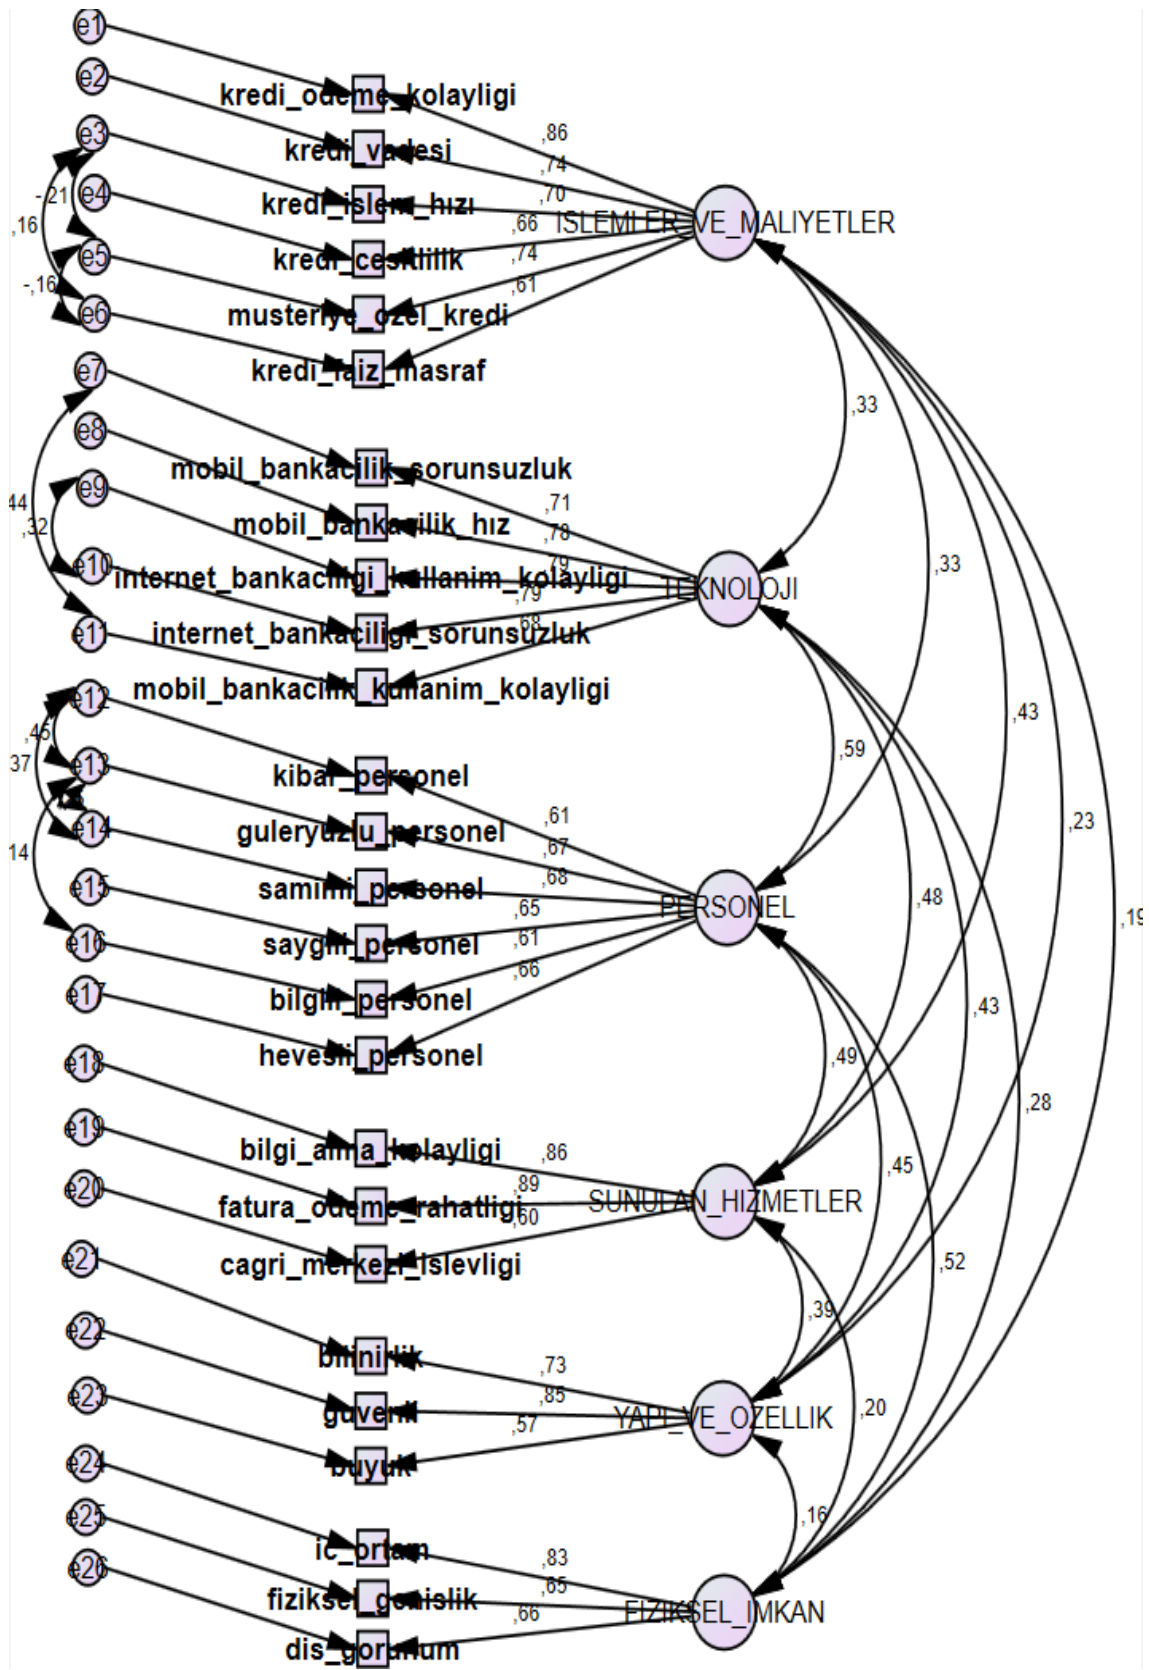 e1
kredi_odeme_kolayligi
,86
e2
kredi_vadesi
,74
e3
kredi_islem_hızı
,70
-,21
e4
kredi_cesitlilik
,66
ISLEMLER_VE_MALIYETLER
,16
e5
musteriye_ozel_kredi
,74
-,16
e6
kredi_faiz_masraf
,61
e7
mobil_bankacilik_sorunsuzluk
,71
,33
e8
mobil_bankacilik_hız
,78
44
,32
e9
internet_bankaciligi_kullanim_kolayligi
,79
TEKNOLOJI
,33
e10
internet_bankaciligi_sorunsuzluk
,79
e11
mobil_bankacilik_kullanim_kolayligi
,68
,43
e12
kibar_personel
,61
,59
,45
37
e13
guleryuzlu_personel
,67
,23
e14
samimi_personel
,68
PERSONEL
,48
,19
14
e15
saygili_personel
,65
e16
bilgili_personel
,61
,43
e17
hevesli_personel
,66
,49
,28
e18
bilgi_alma_kolayligi
,86
,45
e19
fatura_odeme_rahatligi
,89
SUNULAN_HIZMETLER
e20
cagri_merkezi_islevligi
,60
,52
e21
bilinirlik
,73
,39
e22
guvenli
,85
YAPI_VE_OZELLIK
,20
e23
buyuk
,57
e24
ic_ortam
,83
,16
e25
fiziksel_genislik
,65
FIZIKSEL_IMKAN
e26
dis_gorunum
,66